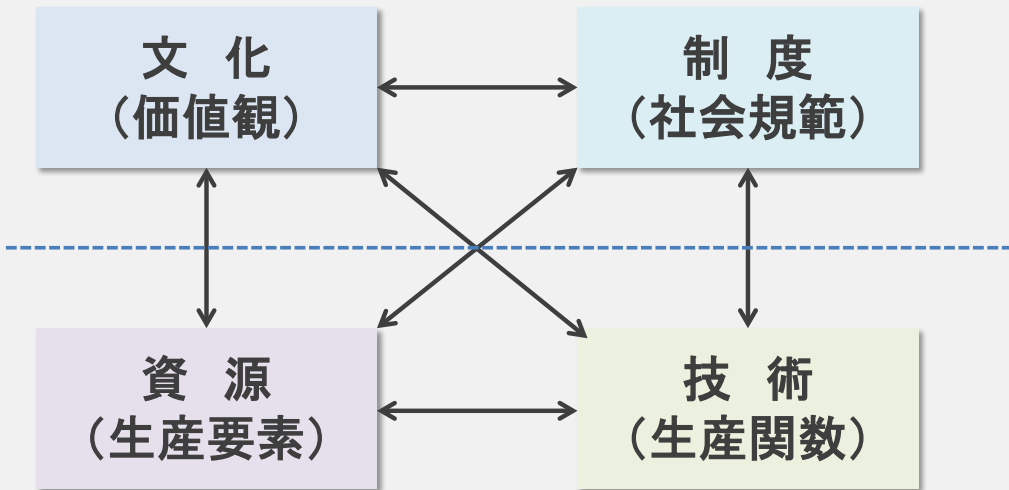 文 化
（価値観）
制 度
（社会規範）
資 源
（生産要素）
技 術
（生産関数）